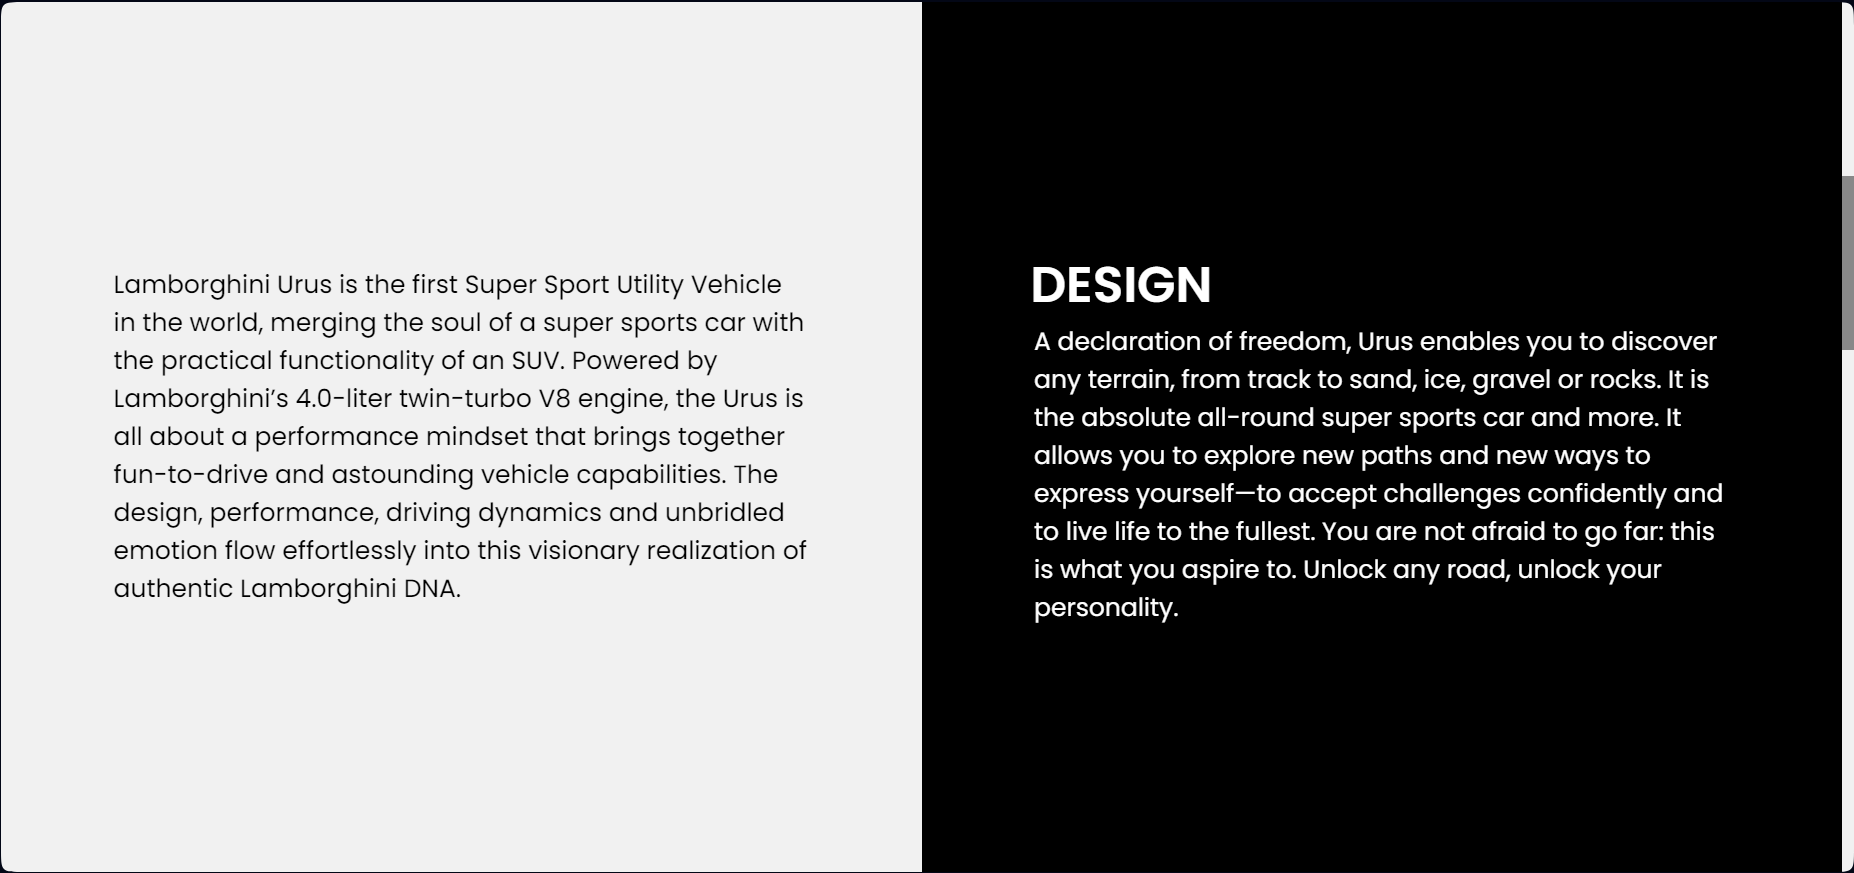 Lamborghini Urus is the first Super Sport Utility Vehicle
in the world, merging the soul of a super sports car with
the practical functionality of an SUV. Powered by
Lamborghini’s 4.0-liter twin-turbo V8 engine, the Urus is
all about a performance mindset that brings together
fun-to-drive and astounding vehicle capabilities. The
design, performance, driving dynamics and unbridled
emotion flow effortlessly into this visionary realization of
authentic Lamborghini DNA.
DESIGN
A declaration of freedom, Urus enables you to discover
any terrain, from track to sand, ice, gravel or rocks. It is
the absolute all-round super sports car and more. It
allows you to explore new paths and new ways to
express yourself—to accept challenges confidently and
to live life to the fullest. You are not afraid to go far: this
is what you aspire to. Unlock any road, unlock your
personality.